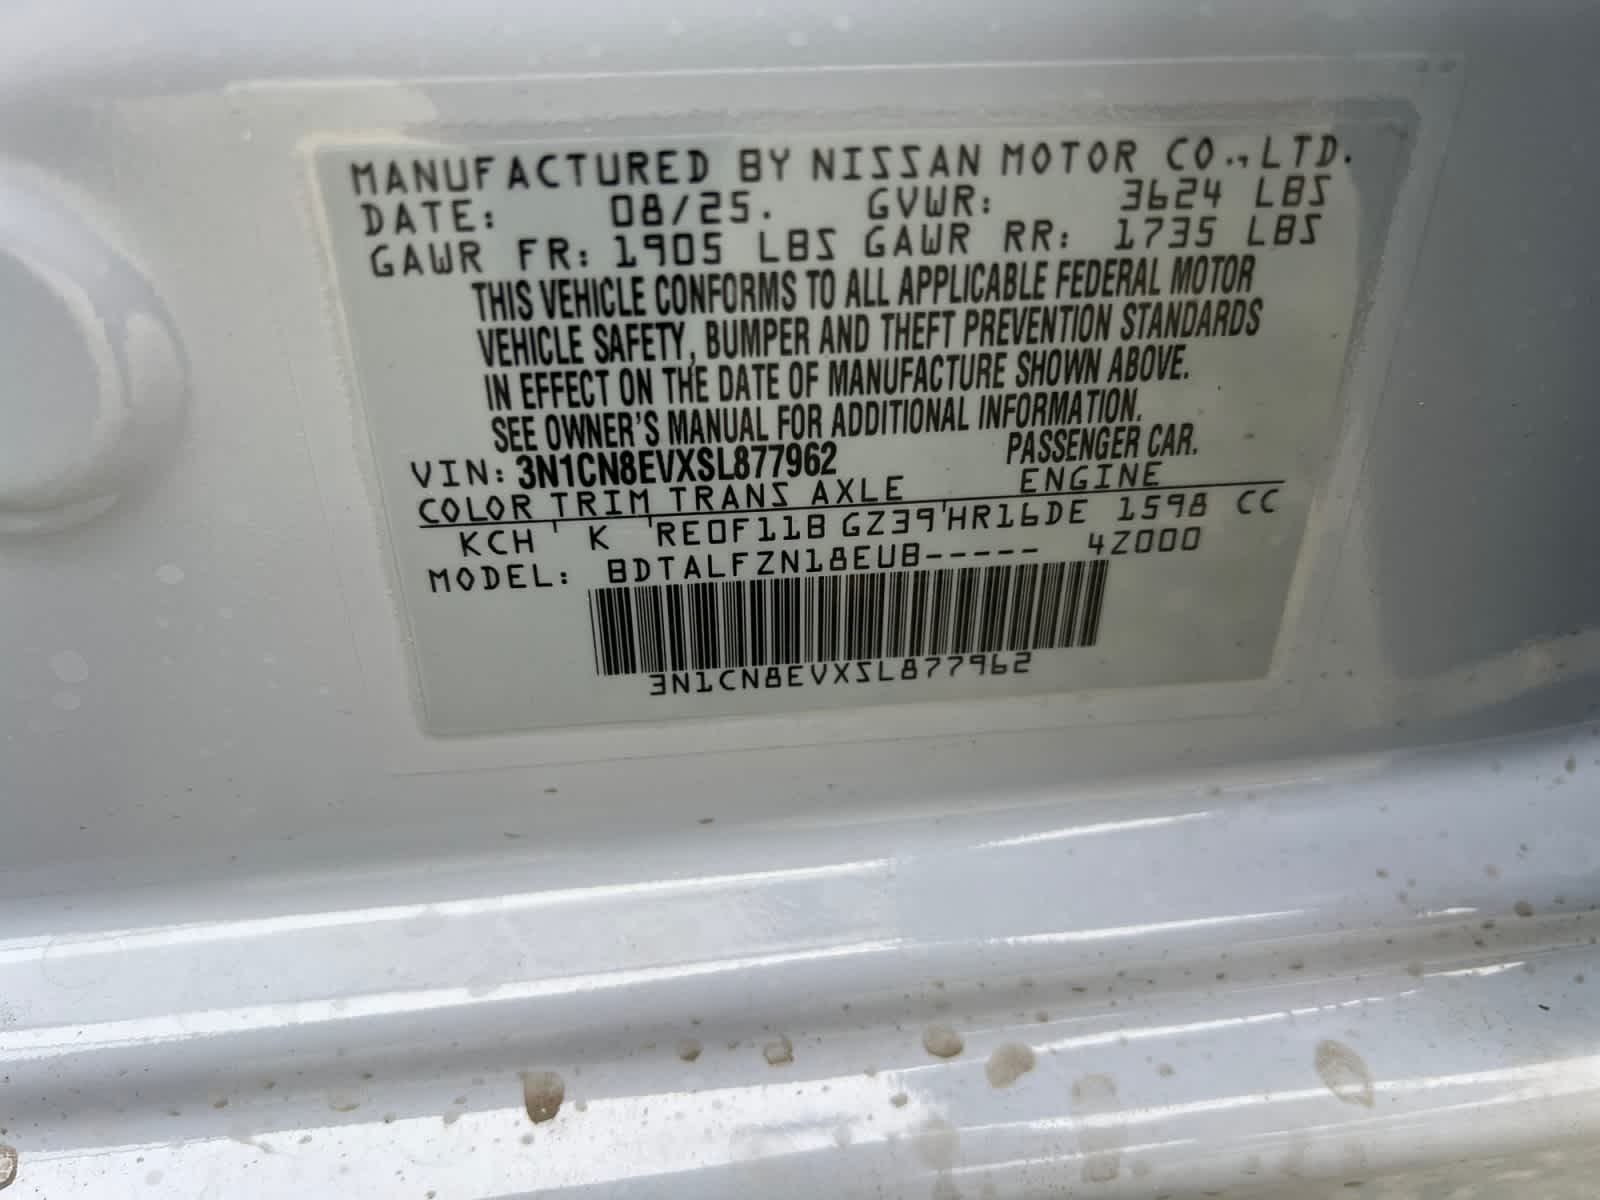 MANUFACTURED BY NISSAN MOTOR CO., LTD.
DATE: 08/25. GVWR: 3624 LBS
GAWR FR: 1905 LBS GAWR RR: 1735 LBS
THIS VEHICLE CONFORMS TO ALL APPLICABLE FEDERAL MOTOR
VEHICLE SAFETY, BUMPER AND THEFT PREVENTION STANDARDS
IN EFFECT ON THE DATE OF MANUFACTURE SHOWN ABOVE.
SEE OWNER'S MANUAL FOR ADDITIONAL INFORMATION.
VIN: 3N1CN8EVXSL877962 PASSENGER CAR.
COLOR TRIM TRANS AXLE ENGINE
KCH K RE0F11B GZ39 HR16DE 1598 CC
MODEL: BDTALFZN18EUB----- 4Z000
3N1CN8EVXSL877962